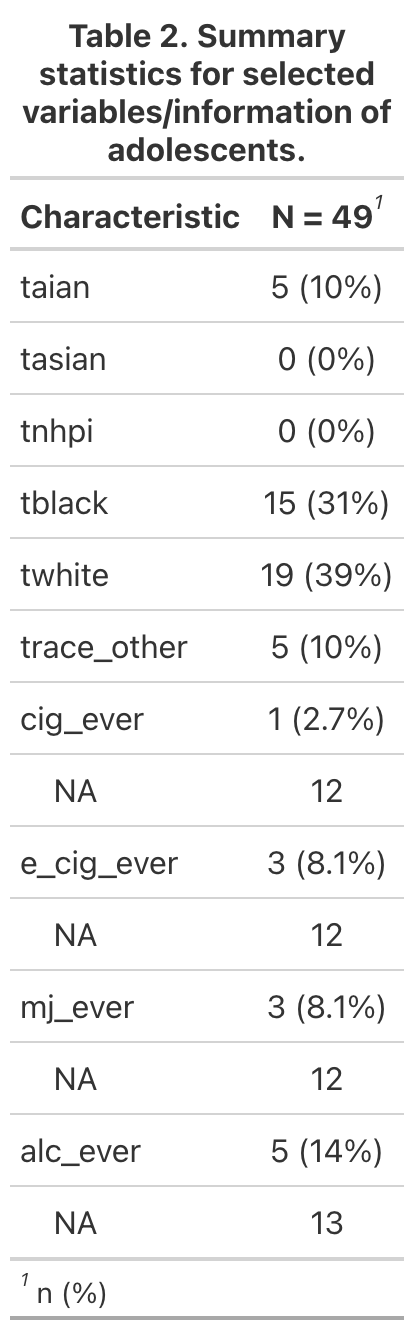 Table 2. Summary
statistics for selected
variables/information of
adolescents.
Characteristic N = 49¹
taian 5 (10%)
tasian 0 (0%)
tnhpi 0 (0%)
tblack 15 (31%)
twhite 19 (39%)
trace_other 5 (10%)
cig_ever 1 (2.7%)
NA 12
e_cig_ever 3 (8.1%)
NA 12
mj_ever 3 (8.1%)
NA 12
alc_ever 5 (14%)
NA 13
¹ n (%)